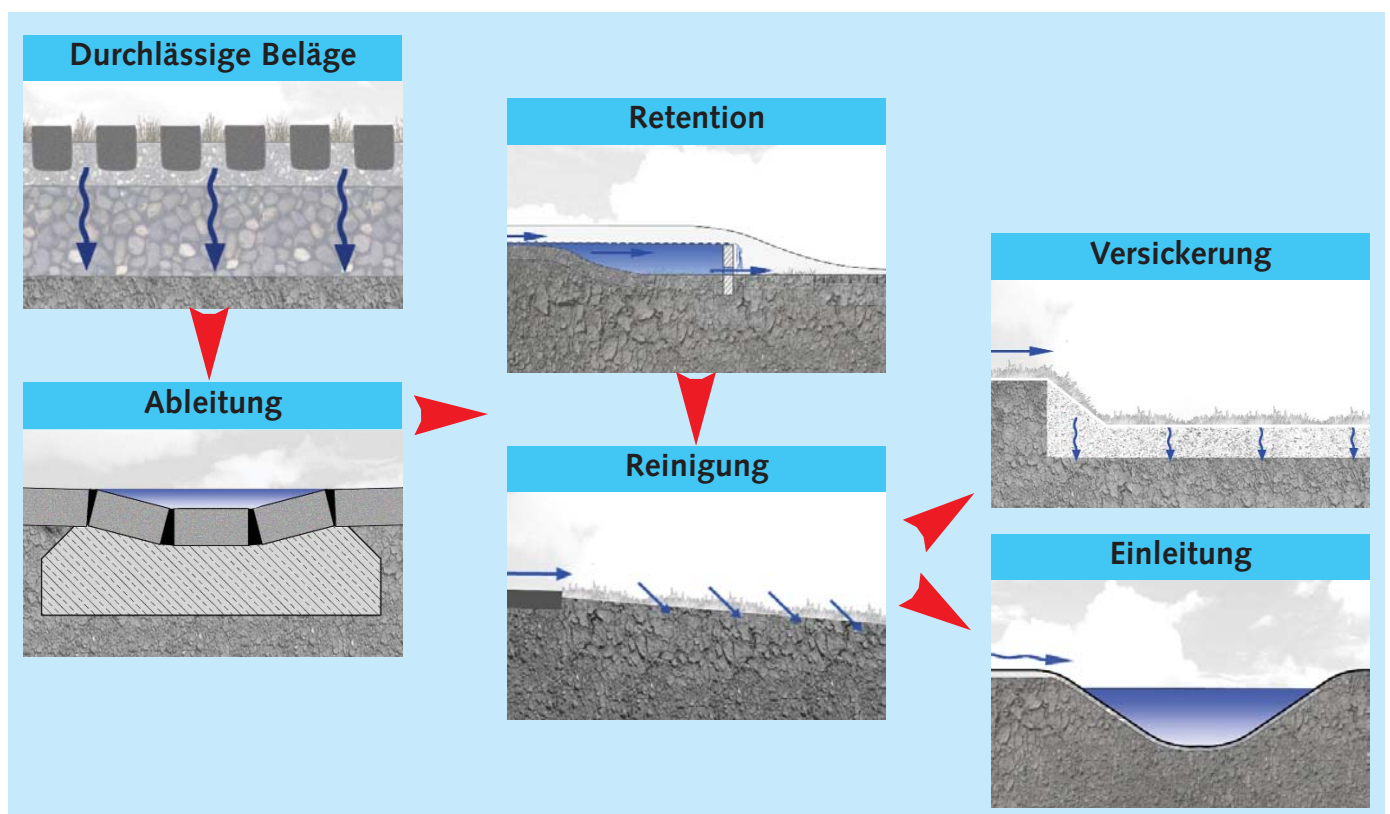 Durchlässige Beläge
Ableitung
Retention
Reinigung
Versickerung
Einleitung